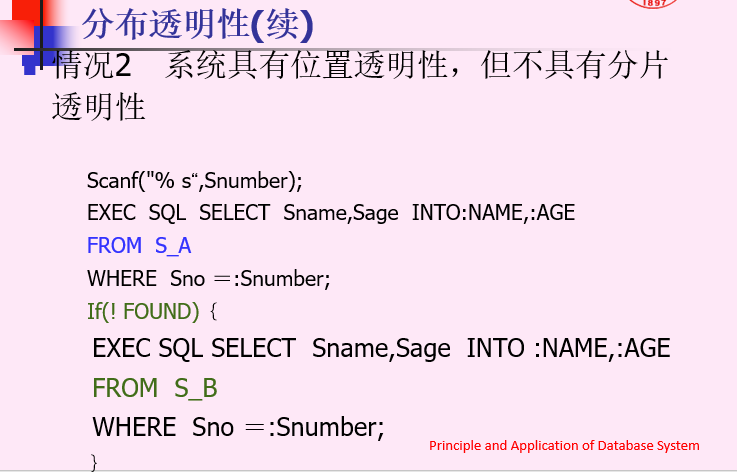 1897
分布透明性(续)
情况2 系统具有位置透明性，但不具有分片
透明性
Scanf("% s“,Snumber);
EXEC SQL SELECT Sname,Sage INTO:NAME,:AGE
FROM S_A
WHERE Sno ＝:Snumber;
If(! FOUND) {
EXEC SQL SELECT Sname,Sage INTO :NAME,:AGE
FROM S_B
WHERE Sno ＝:Snumber;
}
Principle and Application of Database System